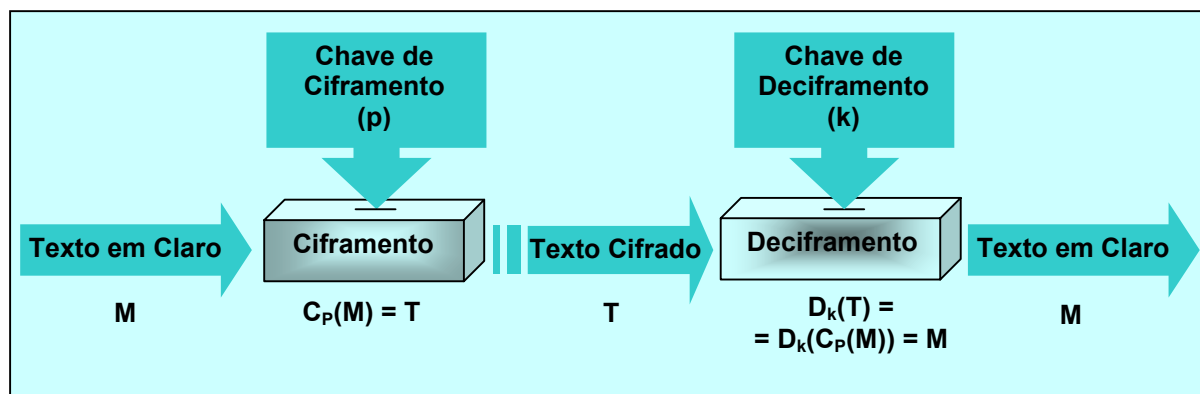 Chave de
Ciframento
(p)
Chave de
Deciframento
(k)
Texto em Claro
Ciframento
Texto Cifrado
Deciframento
Texto em Claro
M
Cₚ(M) = T
T
Dₖ(T) =
= Dₖ(Cₚ(M)) = M
M